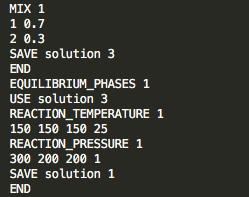 MIX 1
1 0.7
2 0.3
SAVE solution 3
END
EQUILIBRIUM_PHASES 1
USE solution 3
REACTION_TEMPERATURE 1
150 150 150 25
REACTION_PRESSURE 1
300 200 200 1
SAVE solution 1
END